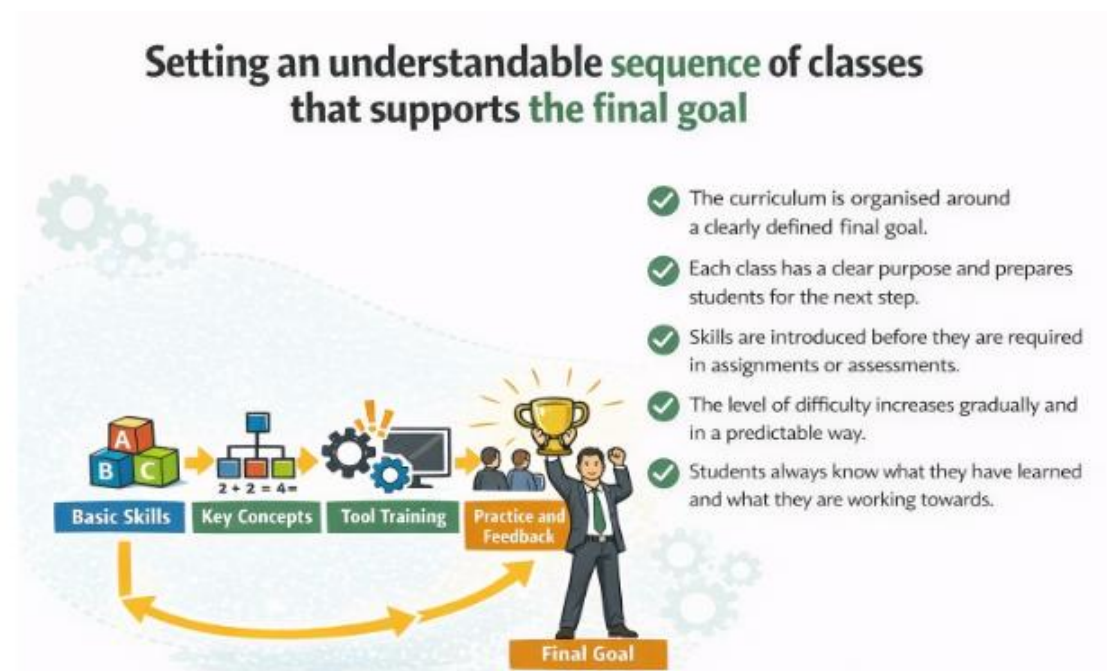 Setting an understandable sequence of classes
that supports the final goal
The curriculum is organised around
a clearly defined final goal.
Each class has a clear purpose and prepares
students for the next step.
Skills are introduced before they are required
in assignments or assessments.
The level of difficulty increases gradually and
in a predictable way.
Students always know what they have learned
and what they are working towards.
A
B C
2 + 2 = 4=
Basic Skills
Key Concepts
Tool Training
Practice and
Feedback
Final Goal